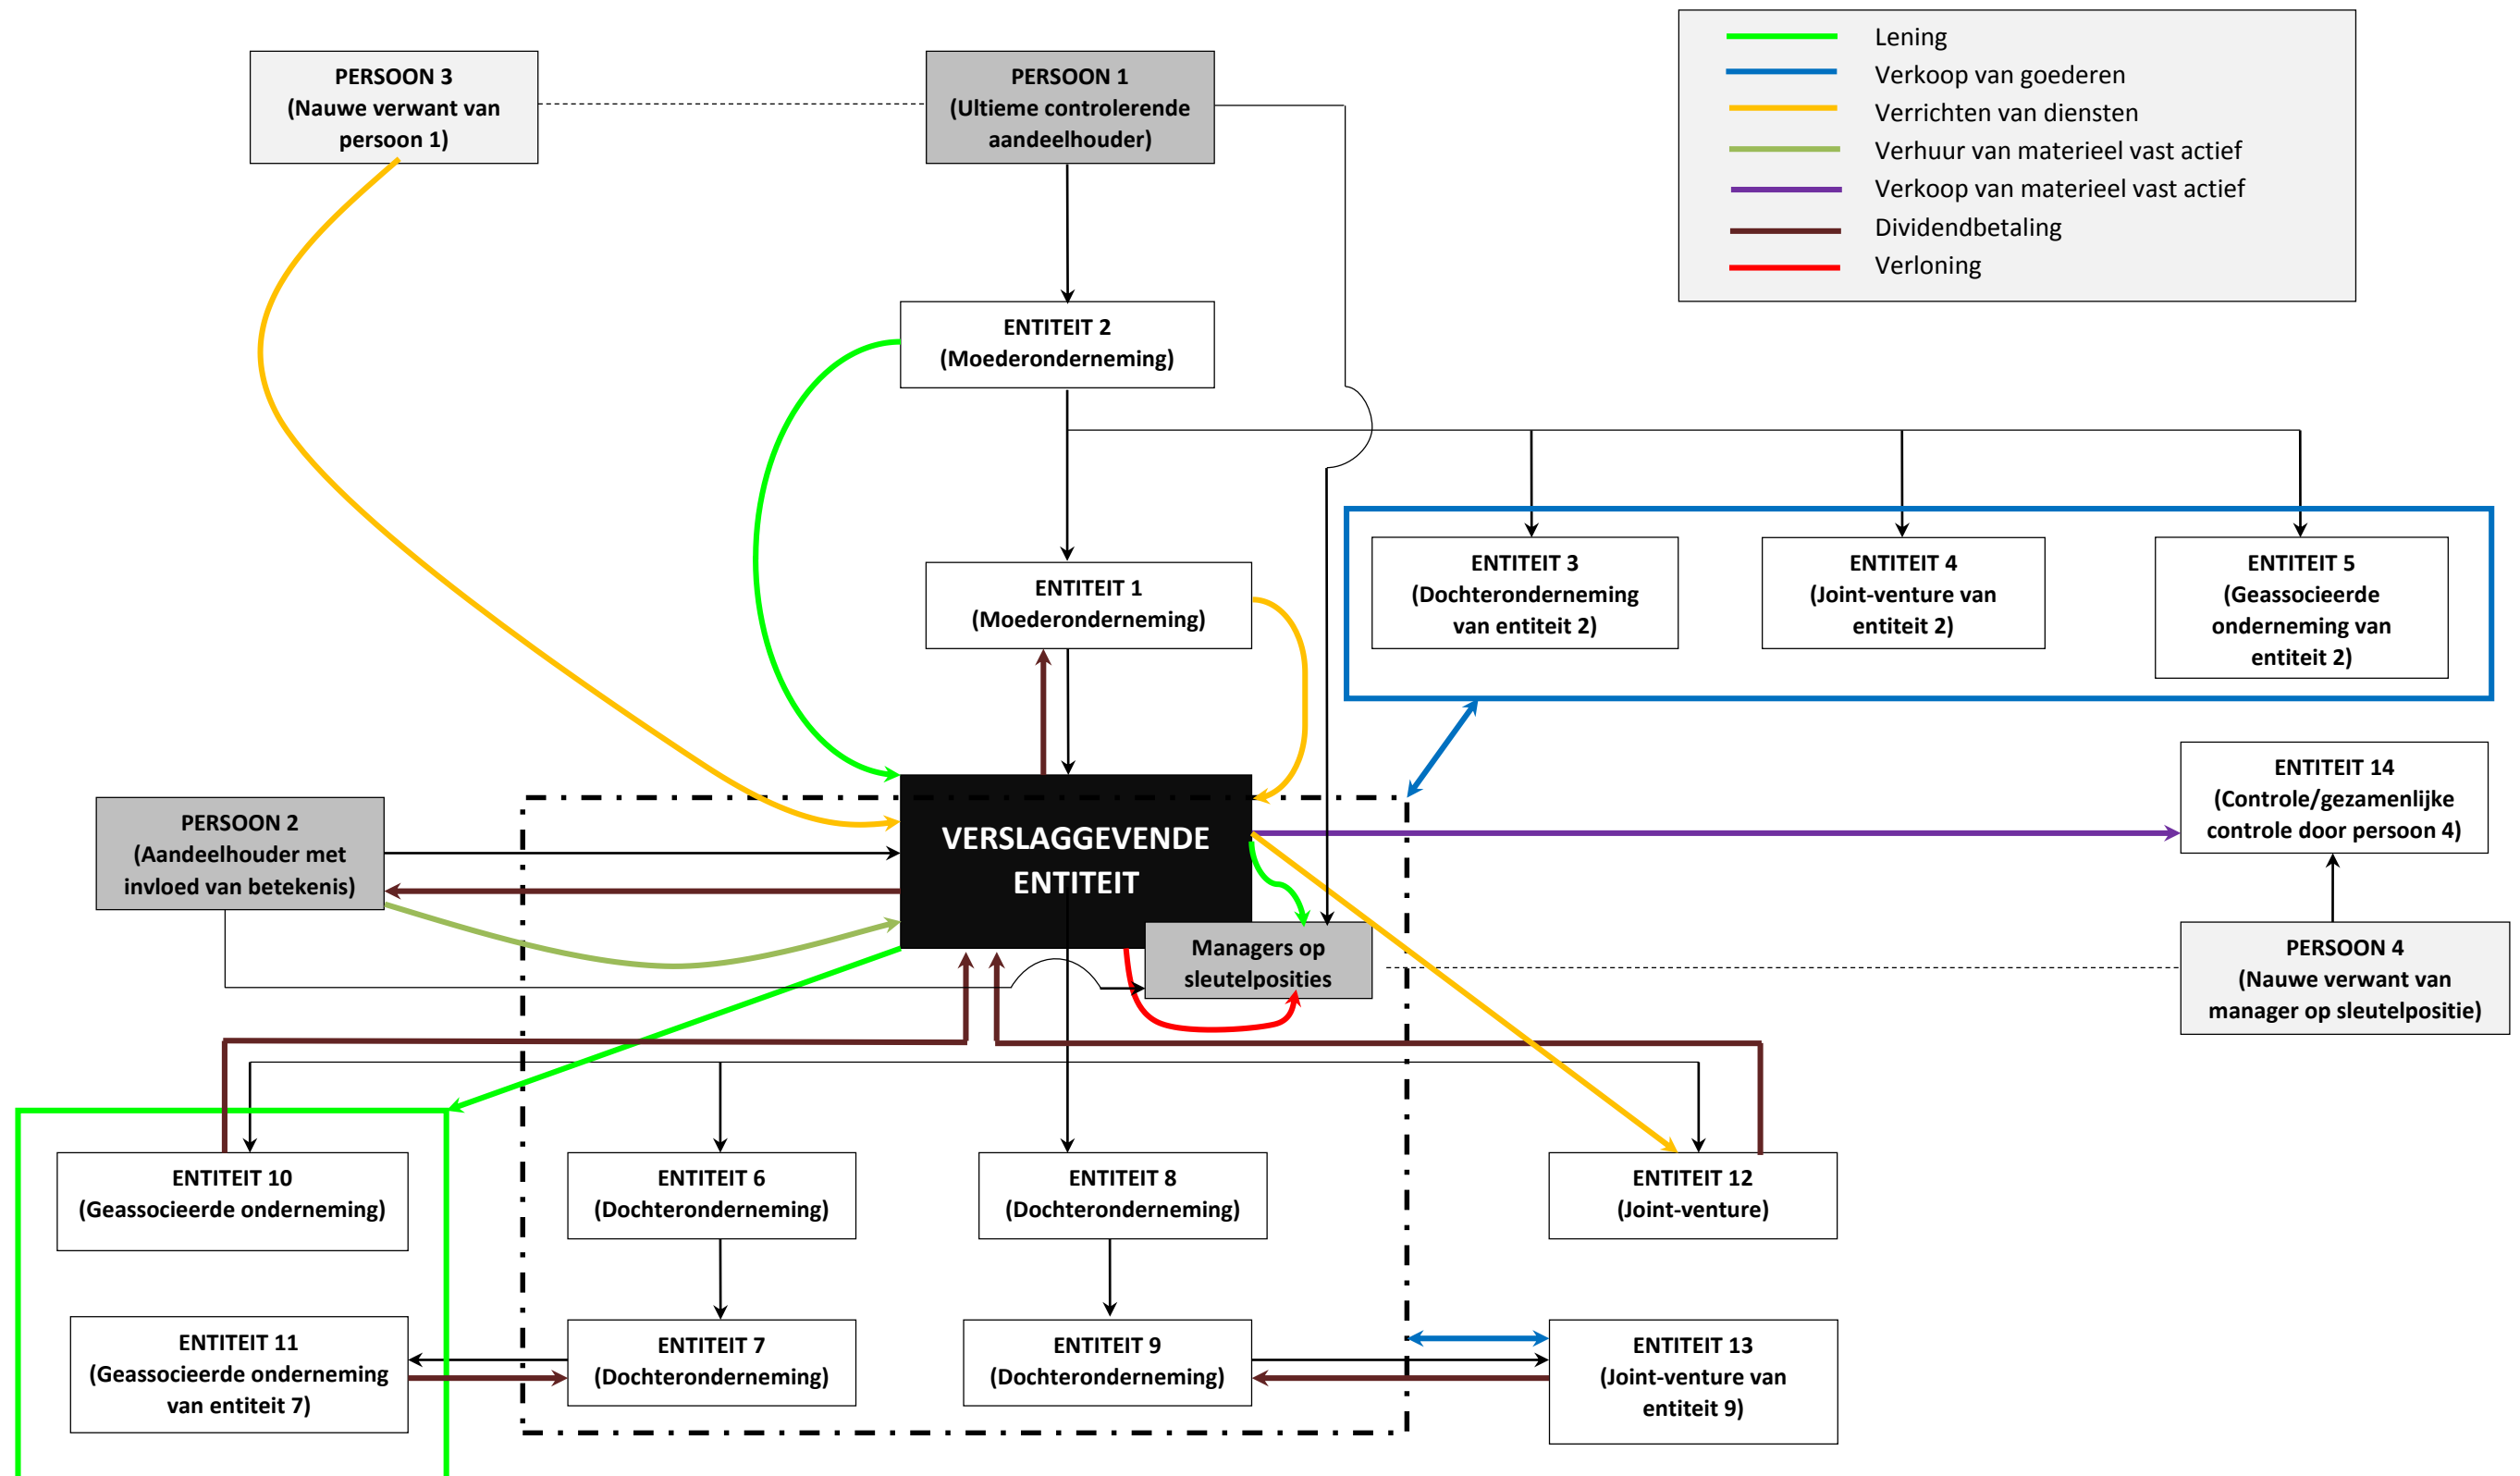 Lening
Verkoop van goederen
Verrichten van diensten
Verhuur van materieel vast actief
Verkoop van materieel vast actief
Dividendbetaling
Verloning
PERSOON 3
(Nauwe verwant van
persoon 1)
PERSOON 1
(Ultieme controlerende
aandeelhouder)
ENTITEIT 2
(Moederonderneming)
ENTITEIT 1
(Moederonderneming)
ENTITEIT 3
(Dochteronderneming
van entiteit 2)
ENTITEIT 4
(Joint-venture van
entiteit 2)
ENTITEIT 5
(Geassocieerde
onderneming van
entiteit 2)
PERSOON 2
(Aandeelhouder met
invloed van betekenis)
VERSLAGGEVENDE
ENTITEIT
ENTITEIT 14
(Controle/gezamenlijke
controle door persoon 4)
Managers op
sleutelposities
PERSOON 4
(Nauwe verwant van
manager op sleutelpositie)
ENTITEIT 10
(Geassocieerde onderneming)
ENTITEIT 6
(Dochteronderneming)
ENTITEIT 8
(Dochteronderneming)
ENTITEIT 12
(Joint-venture)
ENTITEIT 11
(Geassocieerde onderneming
van entiteit 7)
ENTITEIT 7
(Dochteronderneming)
ENTITEIT 9
(Dochteronderneming)
ENTITEIT 13
(Joint-venture van
entiteit 9)